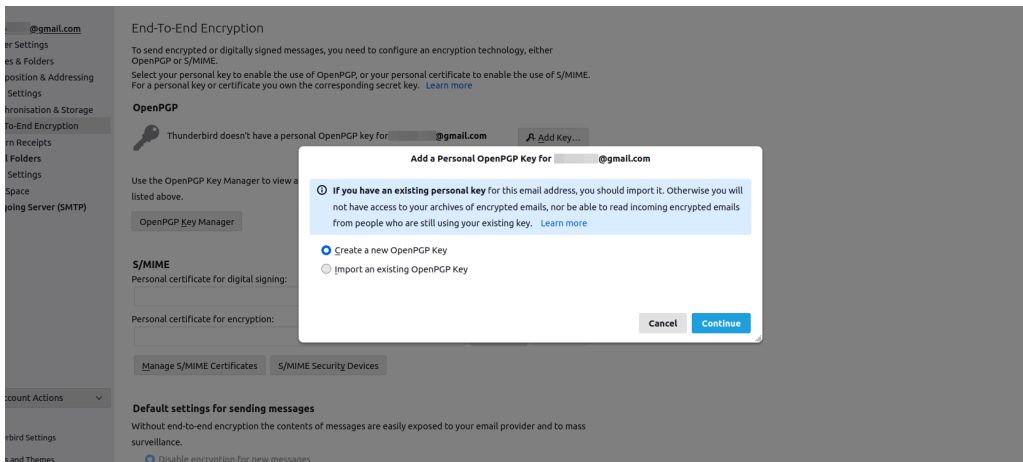 @gmail.com
End-To-End Encryption
er Settings
es & Folders
position & Addressing
Settings
hronisation & Storage
To-End Encryption
rn Receipts
l Folders
Settings
Space
going Server (SMTP)
ccount Actions
rbird Settings
s and Themes
To send encrypted or digitally signed messages, you need to configure an encryption technology, either
OpenPGP or S/MIME.
Select your personal key to enable the use of OpenPGP, or your personal certificate to enable the use of S/MIME.
For a personal key or certificate you own the corresponding secret key. Learn more
OpenPGP
Thunderbird doesn't have a personal OpenPGP key for @gmail.com
Add Key...
Use the OpenPGP Key Manager to view a
listed above.
OpenPGP Key Manager
Add a Personal OpenPGP Key for @gmail.com
If you have an existing personal key for this email address, you should import it. Otherwise you will
not have access to your archives of encrypted emails, nor be able to read incoming encrypted emails
from people who are still using your existing key. Learn more
Create a new OpenPGP Key
Import an existing OpenPGP Key
Cancel
Continue
S/MIME
Personal certificate for digital signing:
Personal certificate for encryption:
Manage S/MIME Certificates
S/MIME Security Devices
Default settings for sending messages
Without end-to-end encryption the contents of messages are easily exposed to your email provider and to mass
surveillance.
Disable encryption for new messages